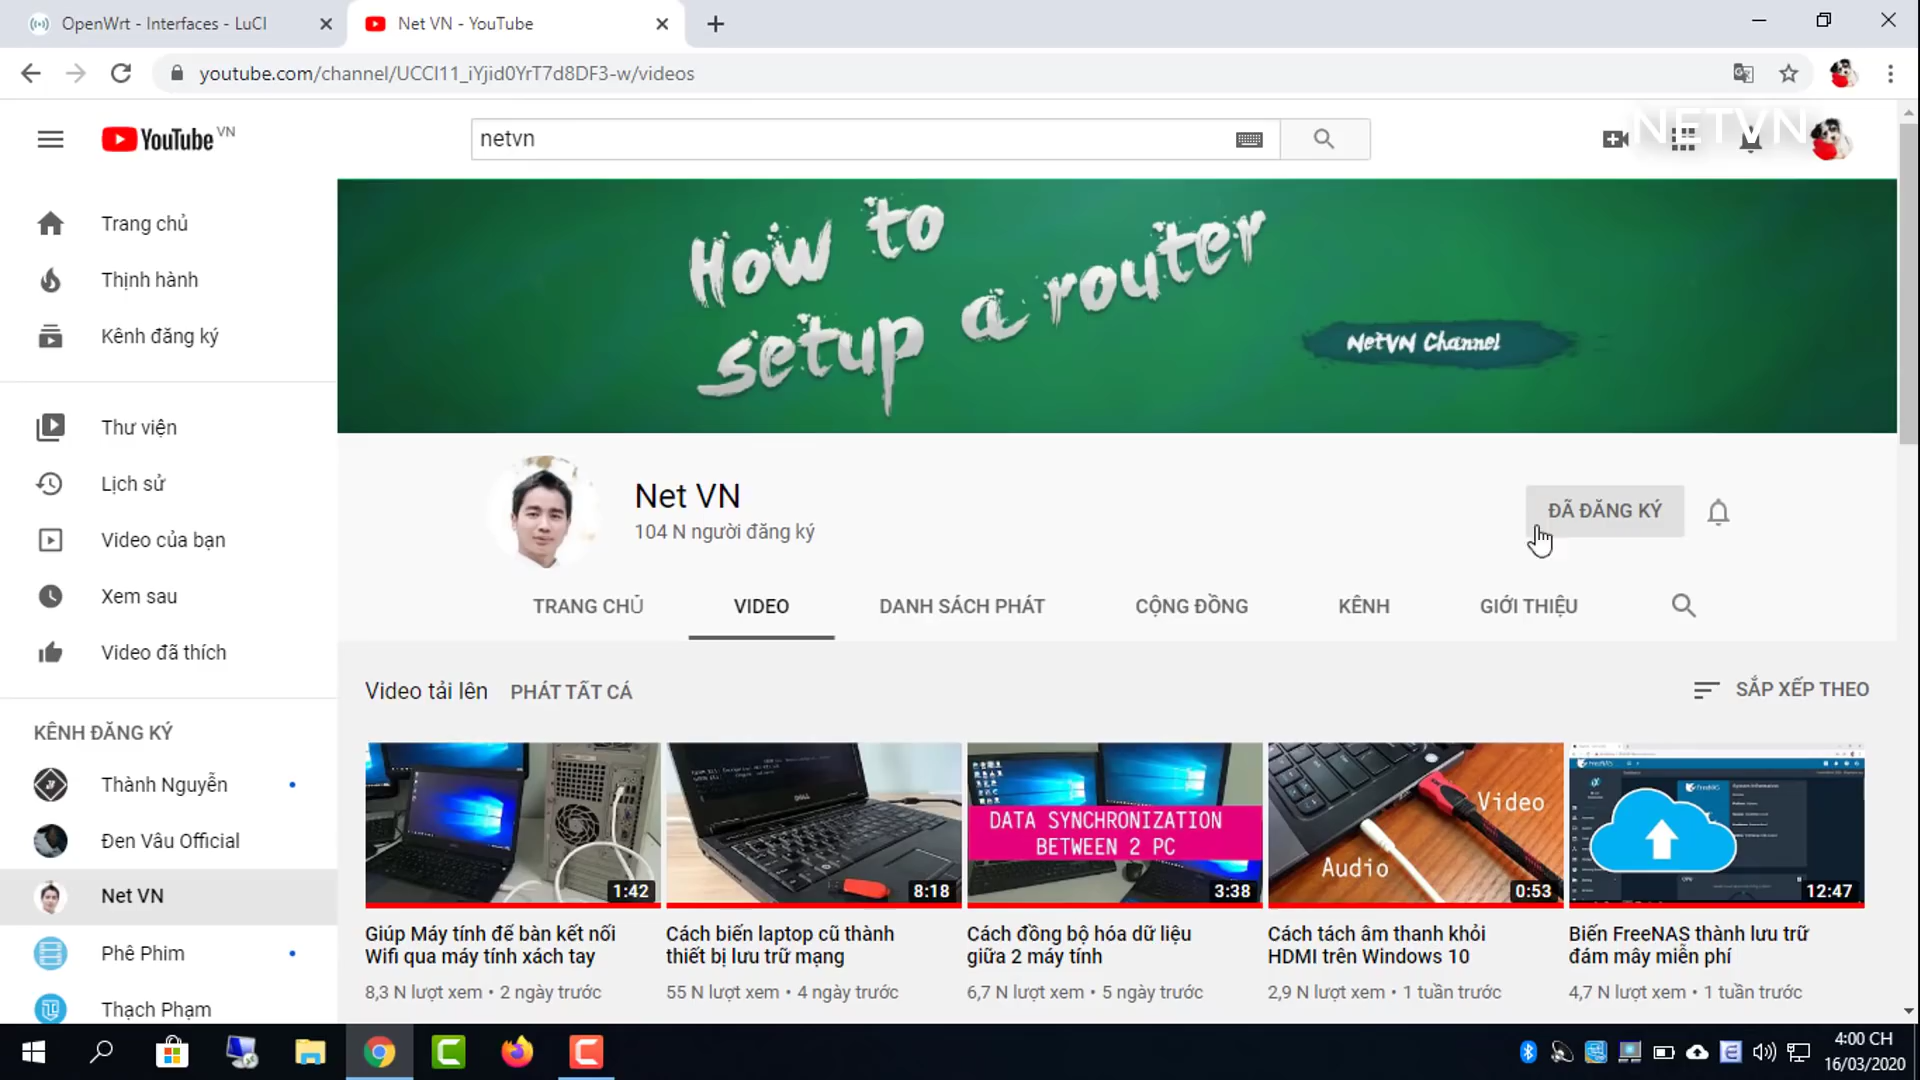 OpenWrt - Interfaces - LuCI
Net VN - YouTube
youtube.com/channel/UCCI11_iYjid0YrT7d8DF3-w/videos
YouTube VN
netvn
NETVN
Trang chủ
Thịnh hành
Kênh đăng ký
Thư viện
Lịch sử
Video của bạn
Xem sau
Video đã thích
KÊNH ĐĂNG KÝ
Thành Nguyễn
Đen Vâu Official
Net VN
Phê Phim
Thạch Phạm
How to
setup a router
NetVN Channel
Net VN
104 N người đăng ký
ĐÃ ĐĂNG KÝ
TRANG CHỦ VIDEO DANH SÁCH PHÁT CỘNG ĐỒNG KÊNH GIỚI THIỆU
Video tải lên PHÁT TẤT CẢ
SẮP XẾP THEO
1:42
Giúp Máy tính để bàn kết nối
Wifi qua máy tính xách tay
8,3 N lượt xem • 2 ngày trước
DELL
8:18
Cách biến laptop cũ thành
thiết bị lưu trữ mạng
55 N lượt xem • 4 ngày trước
DATA SYNCHRONIZATION
BETWEEN 2 PC
3:38
Cách đồng bộ hóa dữ liệu
giữa 2 máy tính
6,7 N lượt xem • 5 ngày trước
Video
Audio
0:53
Cách tách âm thanh khỏi
HDMI trên Windows 10
2,9 N lượt xem • 1 tuần trước
FreeNAS
12:47
Biến FreeNAS thành lưu trữ
đám mây miễn phí
4,7 N lượt xem • 1 tuần trước
4:00 CH
16/03/2020